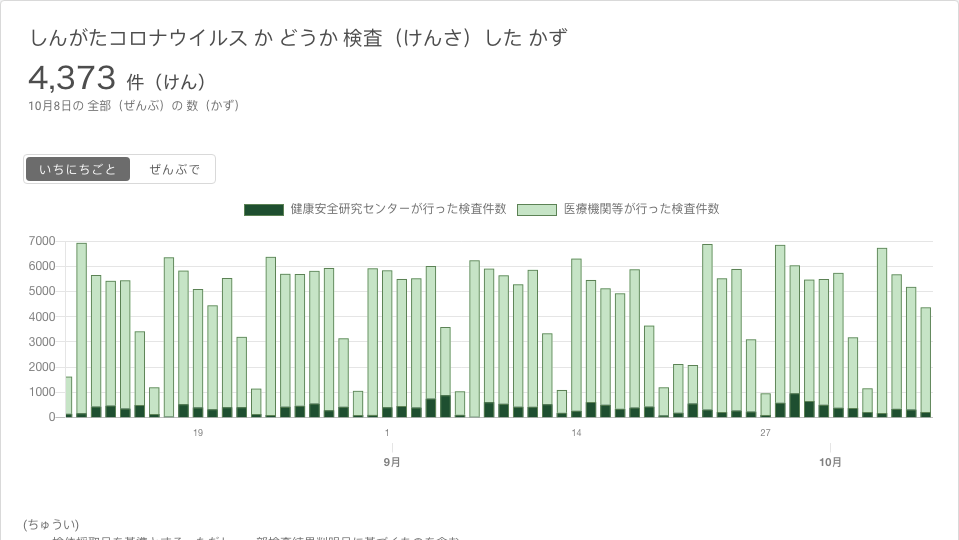 しんがたコロナウイルス か どうか 検査（けんさ）した かず
4,373 件（けん）
10月8日の 全部（ぜんぶ）の 数（かず）
いちにちごと ぜんぶで
健康安全研究センターが行った検査件数 医療機関等が行った検査件数
7000
6000
5000
4000
3000
2000
1000
0
19 1 14 27
9月 10月
(ちゅうい)